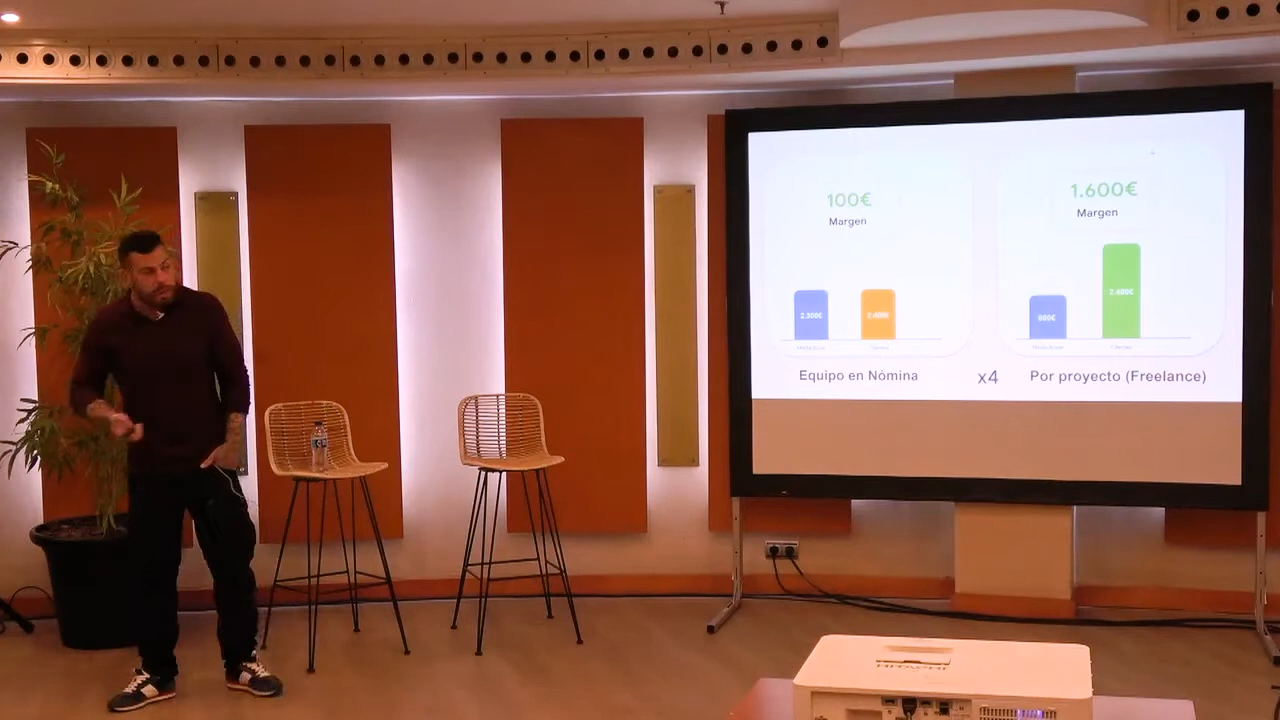 100€
Margen
2.300€
2.400€
Equipo en Nómina
x4
1.600€
Margen
800€
2.400€
Por proyecto (Freelance)
HITACHI